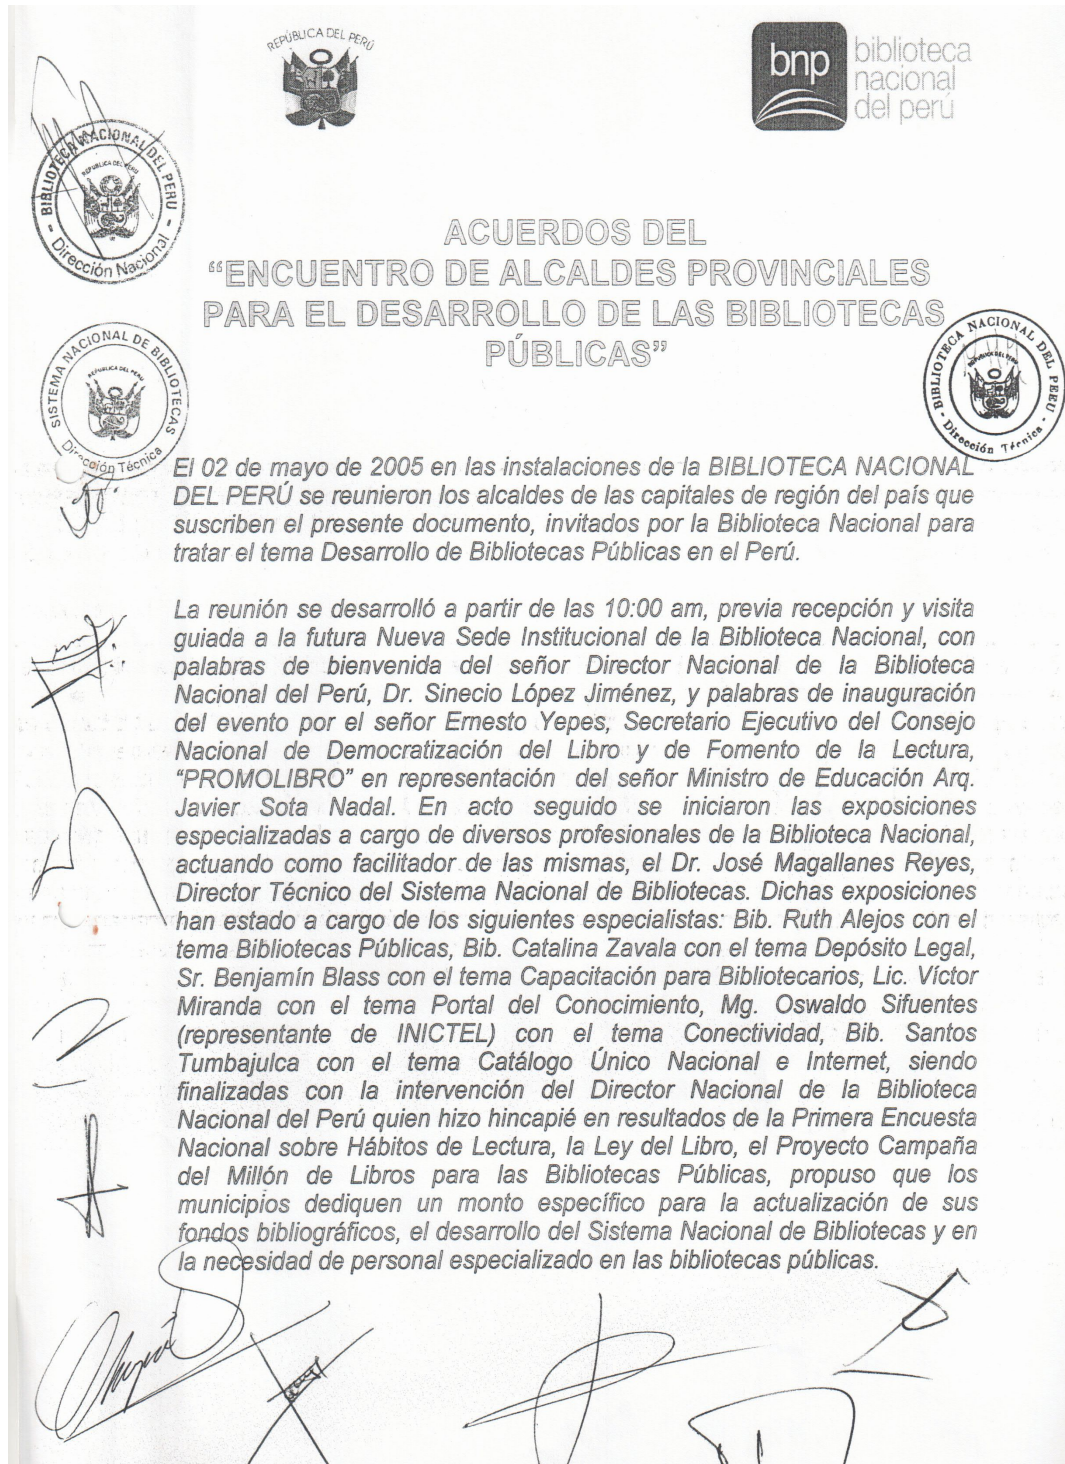 REPÚBLICA DEL PERÚ
bnp
biblioteca
nacional
del perú
BIBLIOTECA NACIONAL DEL PERU - Dirección Nacional -
REPUBLICA DEL PERU
ACUERDOS DEL
“ENCUENTRO DE ALCALDES PROVINCIALES
PARA EL DESARROLLO DE LAS BIBLIOTECAS
PÚBLICAS”
SISTEMA NACIONAL DE BIBLIOTECAS
REPUBLICA DEL PERU
Dirección Técnica
BIBLIOTECA NACIONAL DEL PERU - Dirección Técnica -
REPUBLICA DEL PERU
El 02 de mayo de 2005 en las instalaciones de la BIBLIOTECA NACIONAL
DEL PERÚ se reunieron los alcaldes de las capitales de región del país que
suscriben el presente documento, invitados por la Biblioteca Nacional para
tratar el tema Desarrollo de Bibliotecas Públicas en el Perú.
La reunión se desarrolló a partir de las 10:00 am, previa recepción y visita
guiada a la futura Nueva Sede Institucional de la Biblioteca Nacional, con
palabras de bienvenida del señor Director Nacional de la Biblioteca
Nacional del Perú, Dr. Sinecio López Jiménez, y palabras de inauguración
del evento por el señor Ernesto Yepes, Secretario Ejecutivo del Consejo
Nacional de Democratización del Libro y de Fomento de la Lectura,
“PROMOLIBRO” en representación del señor Ministro de Educación Arq.
Javier Sota Nadal. En acto seguido se iniciaron las exposiciones
especializadas a cargo de diversos profesionales de la Biblioteca Nacional,
actuando como facilitador de las mismas, el Dr. José Magallanes Reyes,
Director Técnico del Sistema Nacional de Bibliotecas. Dichas exposiciones
han estado a cargo de los siguientes especialistas: Bib. Ruth Alejos con el
tema Bibliotecas Públicas, Bib. Catalina Zavala con el tema Depósito Legal,
Sr. Benjamín Blass con el tema Capacitación para Bibliotecarios, Lic. Víctor
Miranda con el tema Portal del Conocimiento, Mg. Oswaldo Sifuentes
(representante de INICTEL) con el tema Conectividad, Bib. Santos
Tumbajulca con el tema Catálogo Único Nacional e Internet, siendo
finalizadas con la intervención del Director Nacional de la Biblioteca
Nacional del Perú quien hizo hincapié en resultados de la Primera Encuesta
Nacional sobre Hábitos de Lectura, la Ley del Libro, el Proyecto Campaña
del Millón de Libros para las Bibliotecas Públicas, propuso que los
municipios dediquen un monto específico para la actualización de sus
fondos bibliográficos, el desarrollo del Sistema Nacional de Bibliotecas y en
la necesidad de personal especializado en las bibliotecas públicas.